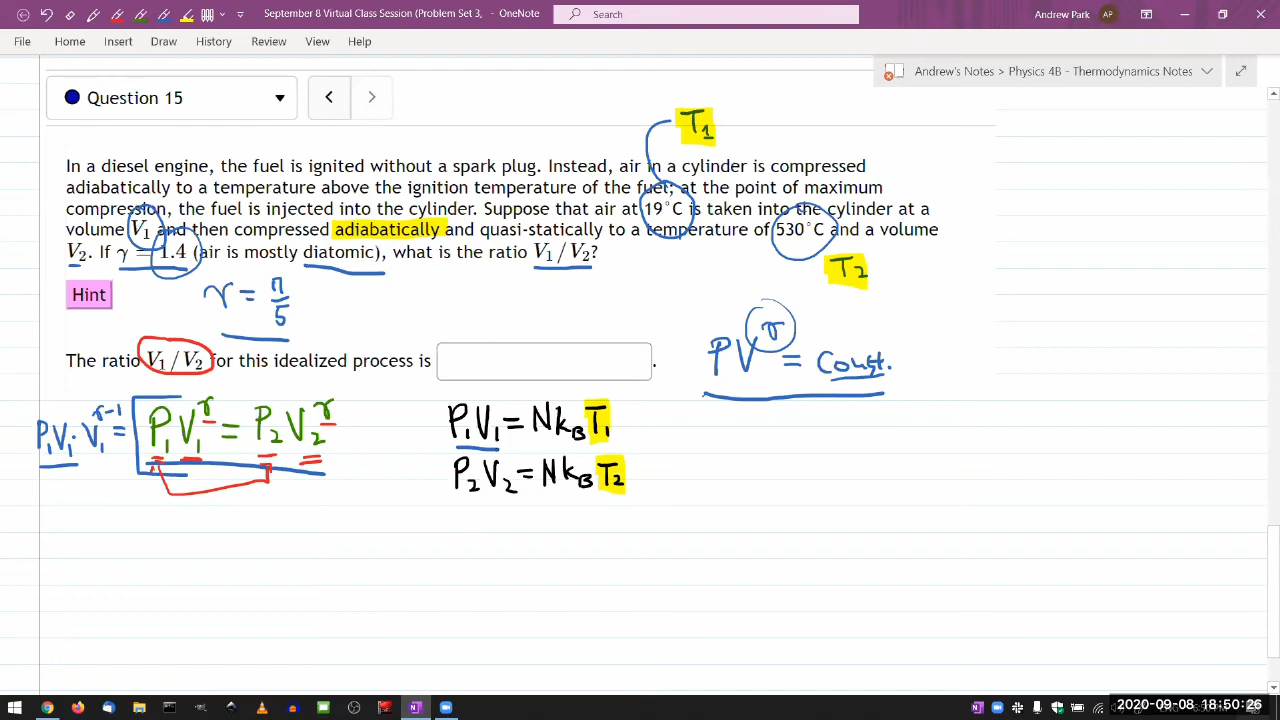 September 8 Virtual Class Session (Problem Set 3, - OneNote
Search
Andrew Park
AP
File Home Insert Draw History Review View Help
Andrew's Notes > Physics 4B - Thermodynamics Notes
Question 15
T₁
In a diesel engine, the fuel is ignited without a spark plug. Instead, air in a cylinder is compressed
adiabatically to a temperature above the ignition temperature of the fuel; at the point of maximum
compression, the fuel is injected into the cylinder. Suppose that air at 19°C is taken into the cylinder at a
volume V₁ and then compressed adiabatically and quasi-statically to a temperature of 530°C and a volume
V₂. If γ = 1.4 (air is mostly diatomic), what is the ratio V₁/V₂?
T₂
Hint
γ = 7/5
PV^γ = Const.
The ratio V₁/V₂ for this idealized process is .
P₁V₁·V₁^γ-1 = P₁V₁^γ = P₂V₂^γ
P₁V₁ = Nk_BT₁
P₂V₂ = Nk_BT₂
2020-09-08 18:50:26